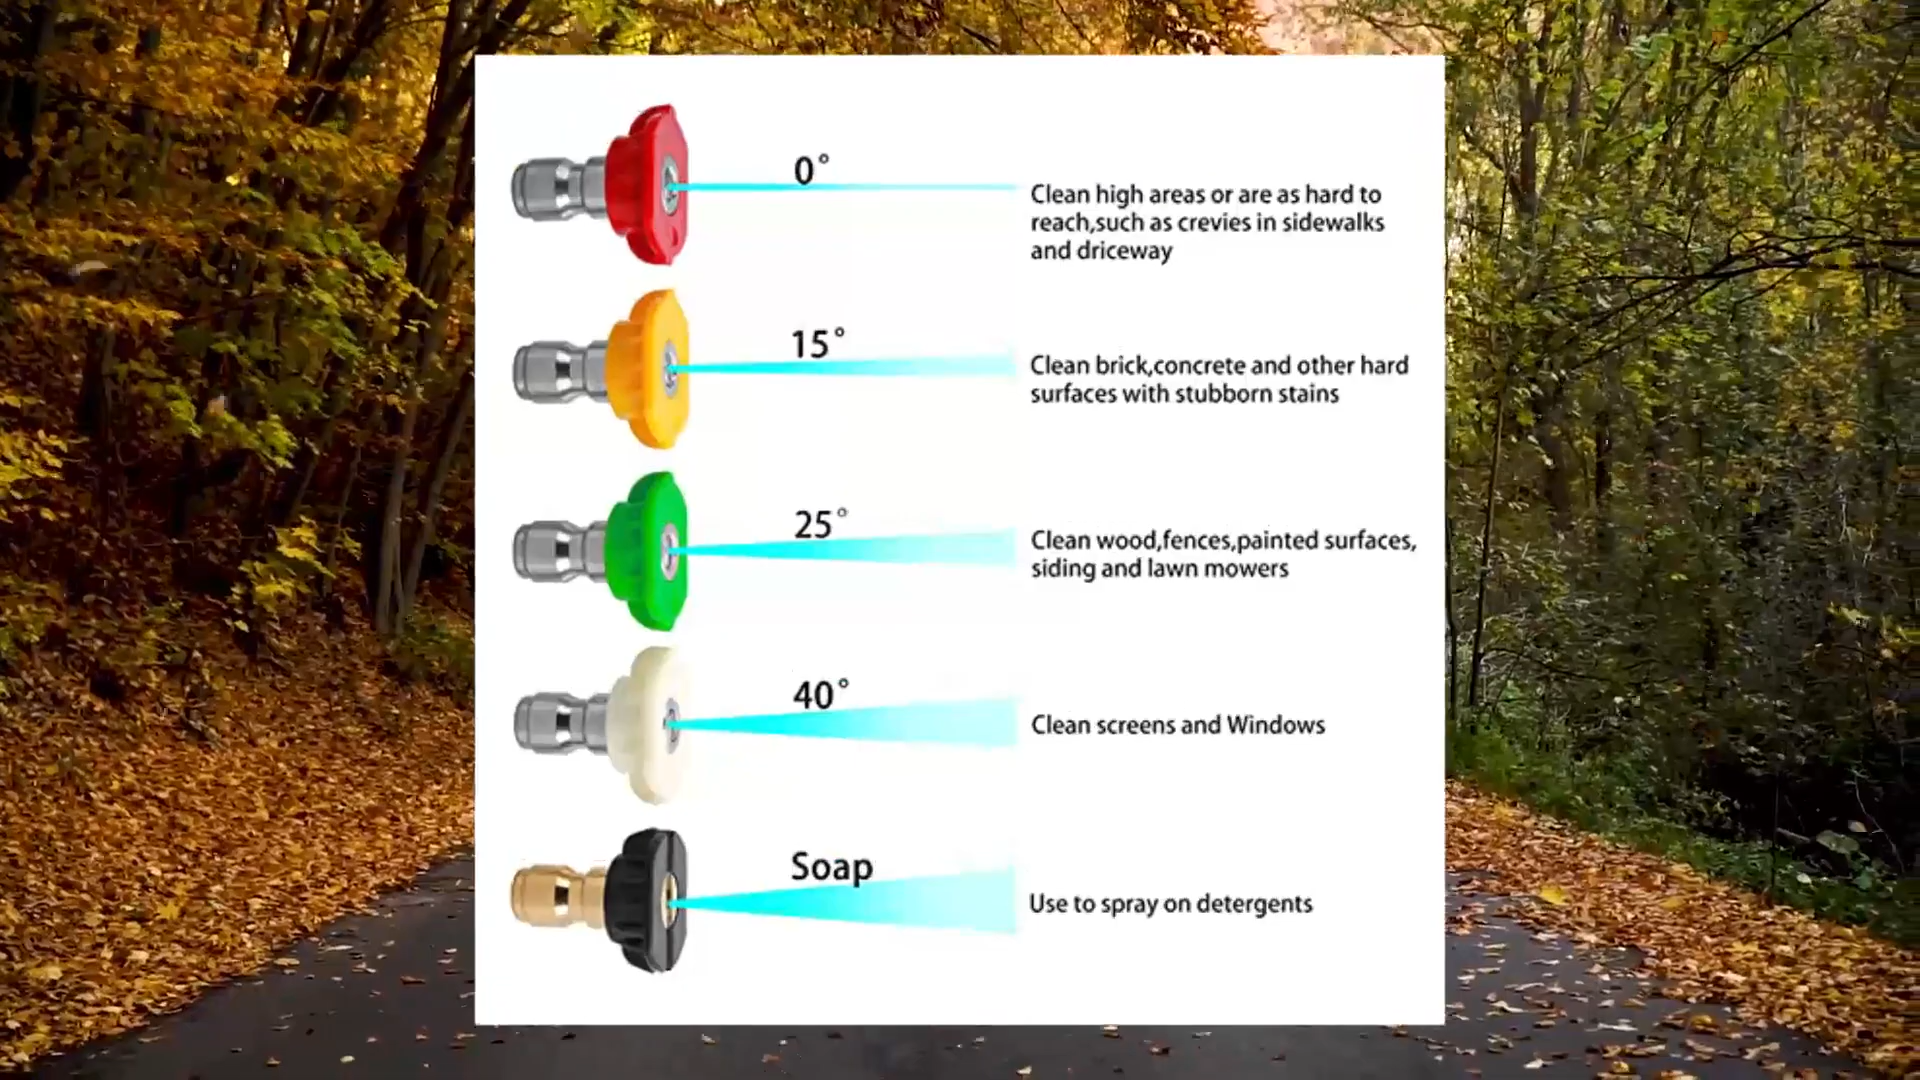 0°
Clean high areas or are as hard to
reach,such as crevies in sidewalks
and driceway
15°
Clean brick,concrete and other hard
surfaces with stubborn stains
25°
Clean wood,fences,painted surfaces,
siding and lawn mowers
40°
Clean screens and Windows
Soap
Use to spray on detergents